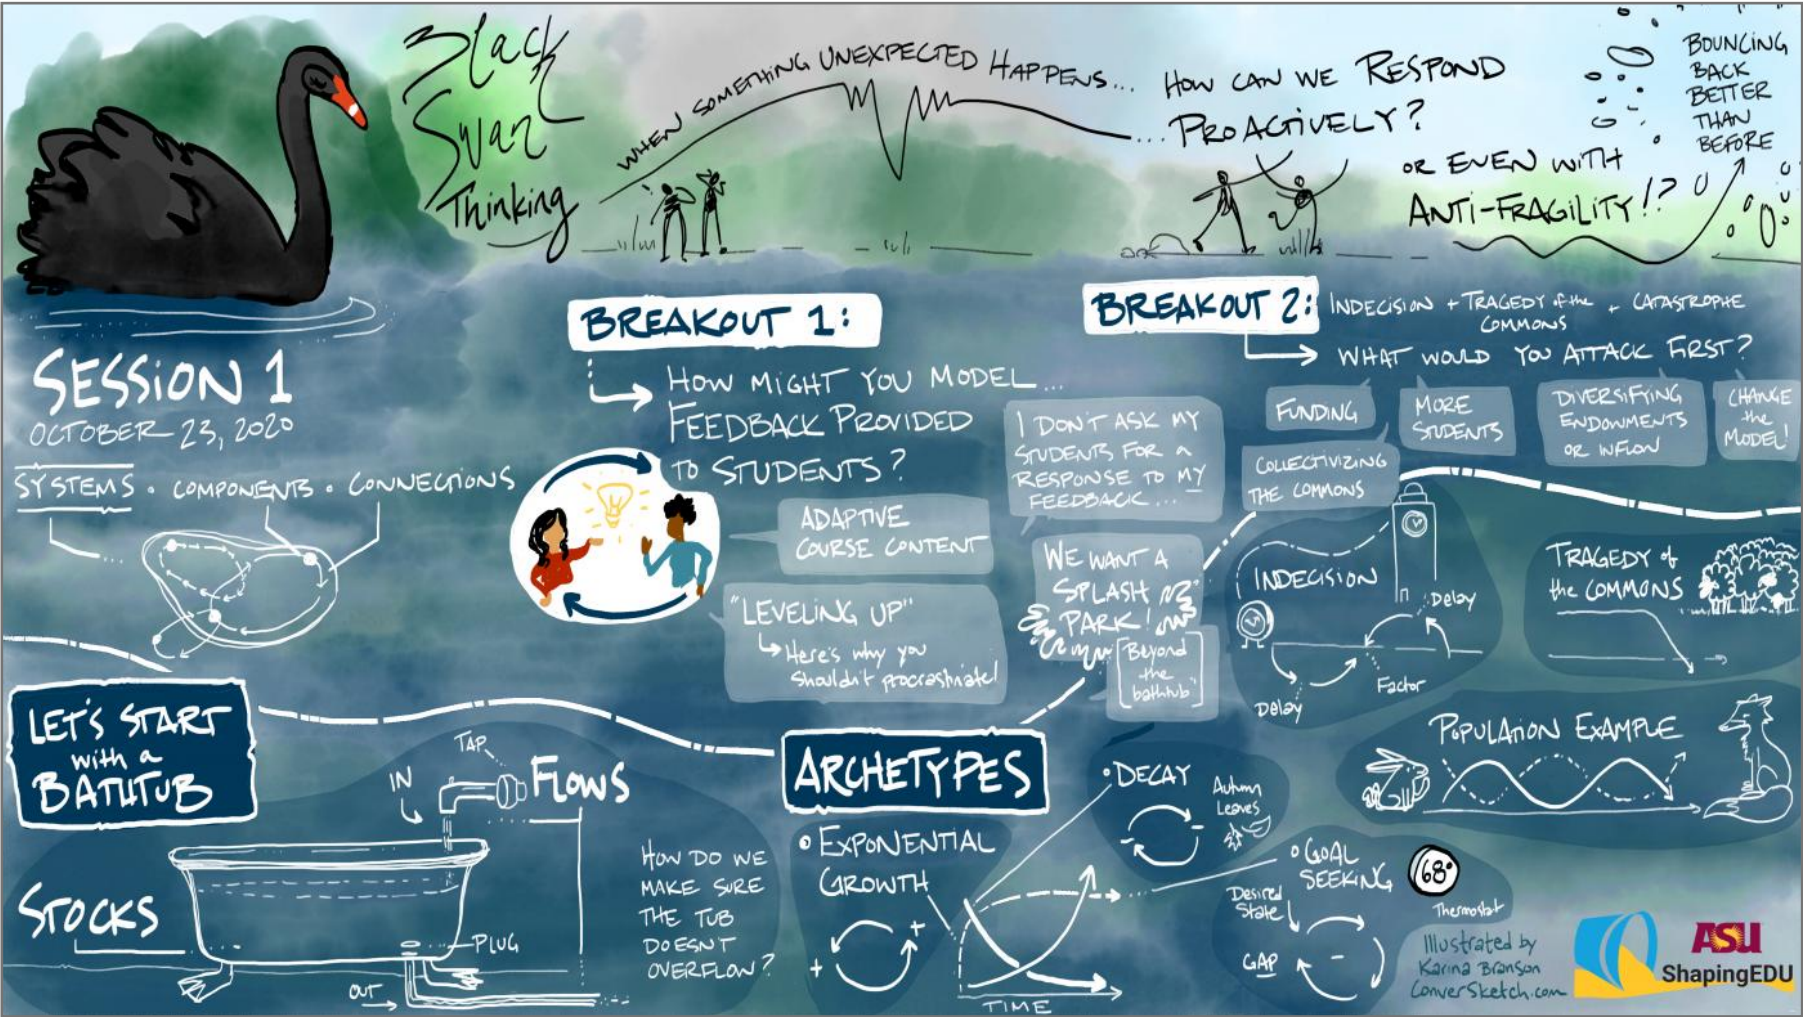 Black
Swan
Thinking
WHEN SOMETHING UNEXPECTED HAPPENS...
HOW CAN WE RESPOND
...PROACTIVELY?
OR EVEN WITH
ANTI-FRAGILITY!?
BOUNCING
BACK
BETTER
THAN
BEFORE
SESSION 1
OCTOBER 23, 2020
SYSTEMS • COMPONENTS • CONNECTIONS
BREAKOUT 1:
HOW MIGHT YOU MODEL...
FEEDBACK PROVIDED
TO STUDENTS?
ADAPTIVE
COURSE CONTENT
"LEVELING UP"
Here's why you
shouldn't procrastinate!
I DON'T ASK MY
STUDENTS FOR A
RESPONSE TO MY
FEEDBACK...
WE WANT A
SPLASH
PARK!
["Beyond
the
bathtub"]
BREAKOUT 2:
INDECISION + TRAGEDY of the + CATASTROPHE
COMMONS
WHAT WOULD YOU ATTACK FIRST?
FUNDING
MORE
STUDENTS
DIVERSIFYING
ENDOWMENTS
OR INFLOW
CHANGE
the
MODEL!
COLLECTIVIZING
THE COMMONS
INDECISION
Delay
Factor
Delay
TRAGEDY of
the COMMONS
POPULATION EXAMPLE
LET'S START
with a
BATHTUB
TAP
IN
FLOWS
STOCKS
PLUG
OUT
HOW DO WE
MAKE SURE
THE TUB
DOESN'T
OVERFLOW?
ARCHETYPES
• EXPONENTIAL
GROWTH
+
+
TIME
• DECAY
-
-
Autumn
Leaves
• GOAL
SEEKING
68°
Thermostat
Desired
State
GAP
-
Illustrated by
Karina Branson
ConverSketch.com
ASU
ShapingEDU